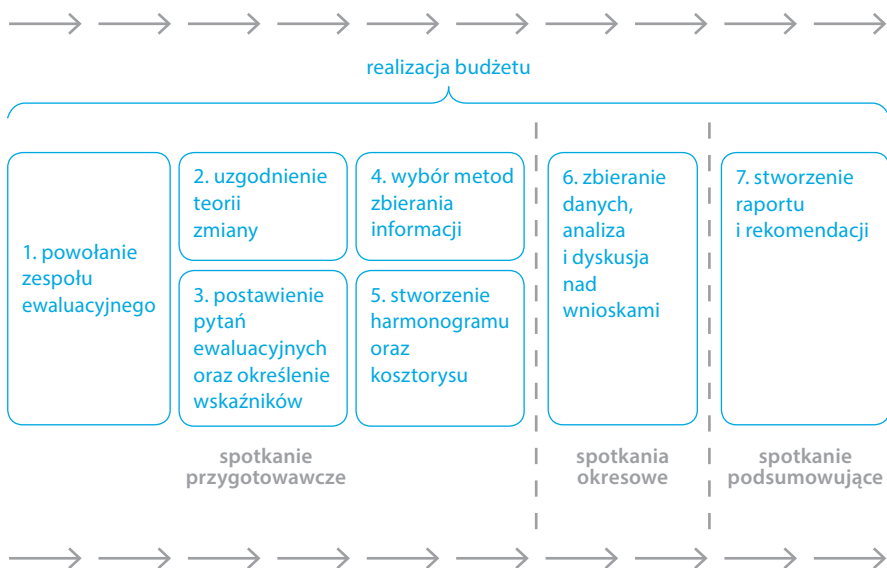 realizacja budżetu
1. powołanie
zespołu
ewaluacyjnego
2. uzgodnienie
teorii
zmiany
3. postawienie
pytań
ewaluacyjnych
oraz określenie
wskaźników
4. wybór metod
zbierania
informacji
5. stworzenie
harmonogramu
oraz
kosztorysu
6. zbieranie
danych,
analiza
i dyskusja
nad
wnioskami
7. stworzenie
raportu
i rekomendacji
spotkanie
przygotowawcze
spotkania
okresowe
spotkanie
podsumowujące